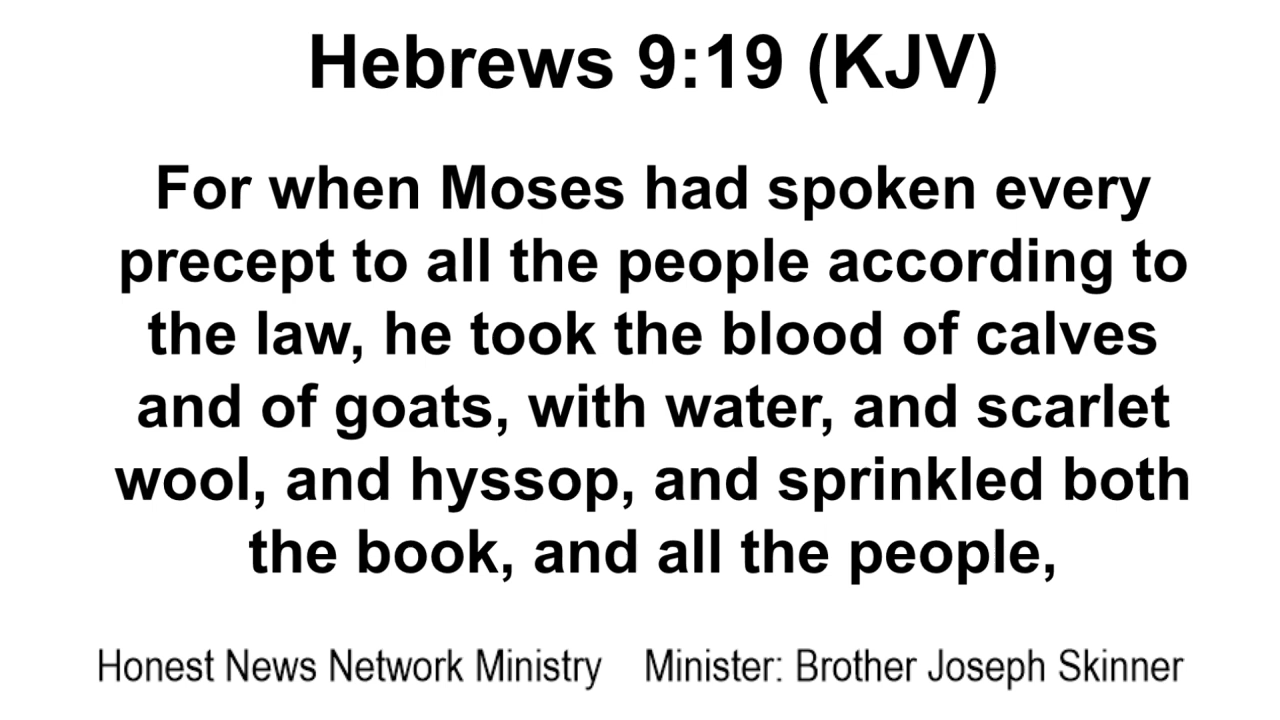 Hebrews 9:19 (KJV)
For when Moses had spoken every
precept to all the people according to
the law, he took the blood of calves
and of goats, with water, and scarlet
wool, and hyssop, and sprinkled both
the book, and all the people,
Honest News Network Ministry    Minister: Brother Joseph Skinner